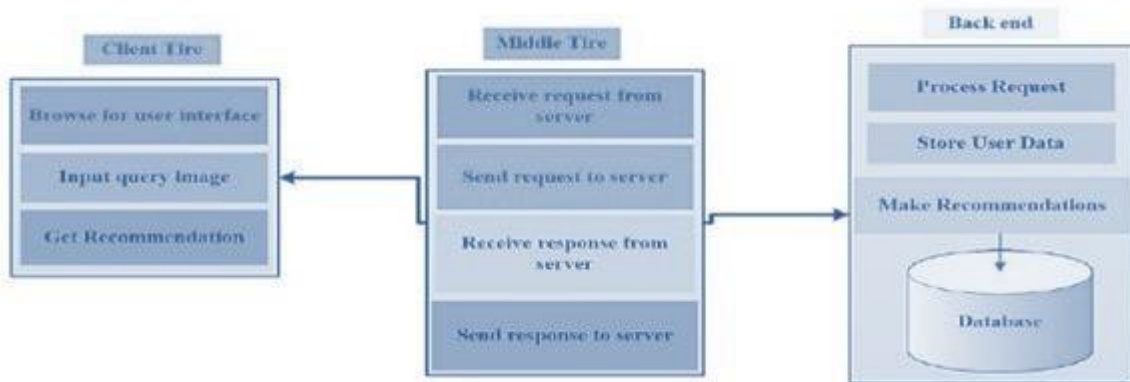 Client Tire
Browse for user interface
Input query Image
Get Recommendation
Middle Tire
Receive request from
server
Send request to server
Receive response from
server
Send response to server
Back end
Process Request
Store User Data
Make Recommendations
Database